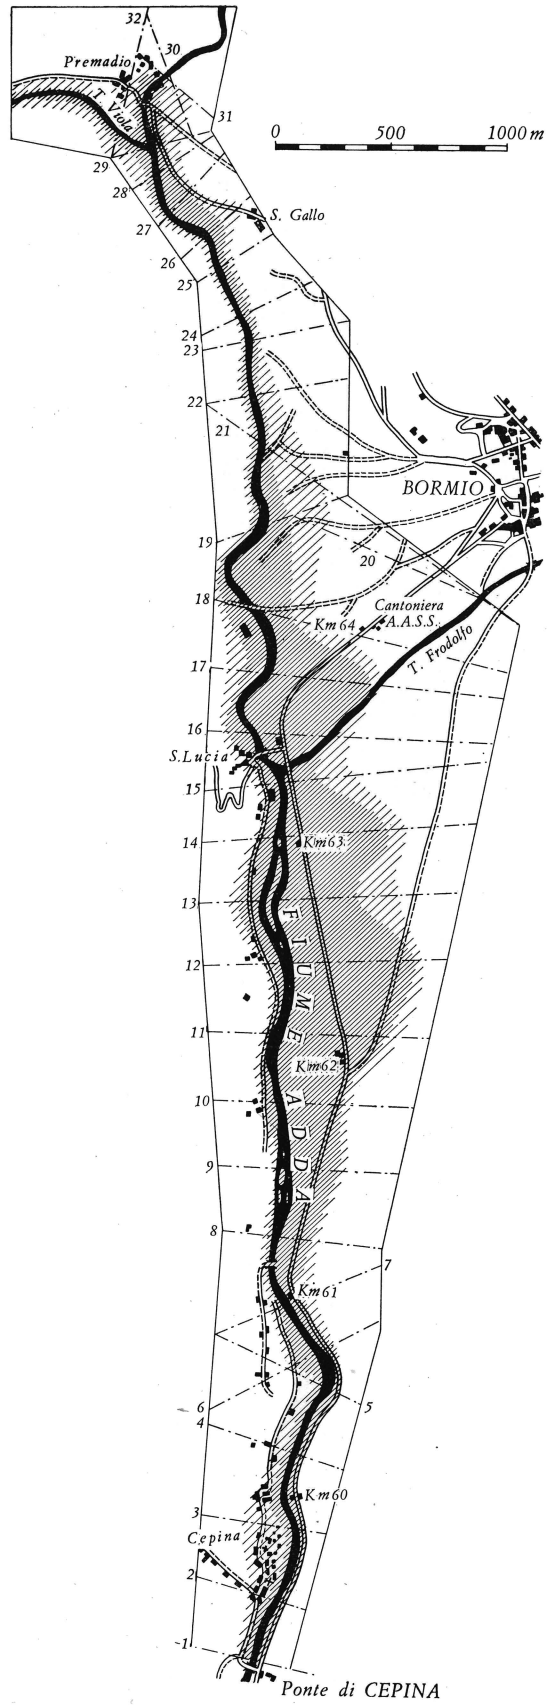 32
30
Premadio
T. Viola
31
0 500 1000 m
29
28
S. Gallo
27
26
25
24
23
22
21
BORMIO
19
20
18
Cantoniera
A.A.S.S.
Km 64
T. Frodolfo
17
16
S. Lucia
15
14
Km 63
13
12
11
Km 62
10
9
8
FIUME ADDA
7
Km 61
6
5
4
Km 60
3
Cepina
2
1
Ponte di CEPINA